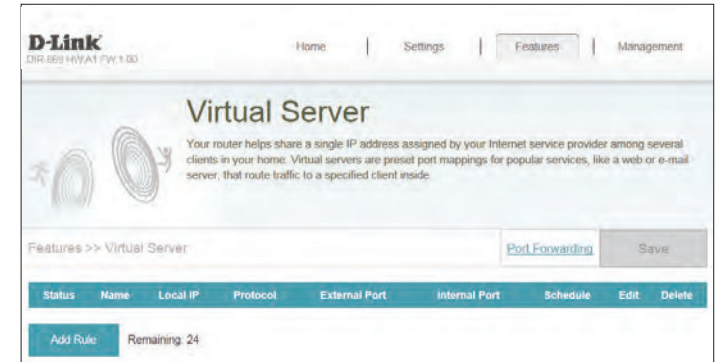 D-Link
DIR-869 HW:A1 FW:1.00
Home | Settings | Features | Management
Virtual Server
Your router helps share a single IP address assigned by your Internet service provider among several
clients in your home. Virtual servers are preset port mappings for popular services, like a web or e-mail
server, that route traffic to a specified client inside.
Features >> Virtual Server
Port Forwarding
Save
Status Name Local IP Protocol External Port Internal Port Schedule Edit Delete
Add Rule Remaining: 24